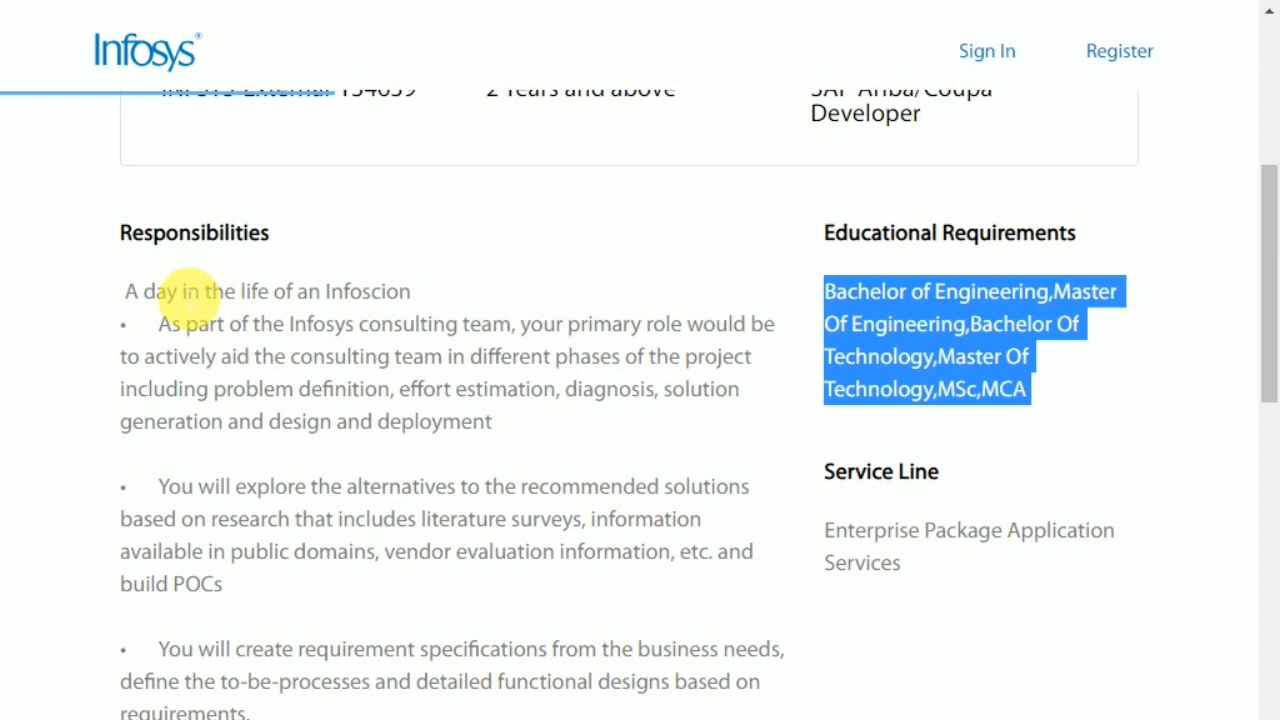 Infosys®
Sign In
Register
2 Years and above
SAP Ariba/Coupa
Developer
Responsibilities
A day in the life of an Infoscion
• As part of the Infosys consulting team, your primary role would be
to actively aid the consulting team in different phases of the project
including problem definition, effort estimation, diagnosis, solution
generation and design and deployment
• You will explore the alternatives to the recommended solutions
based on research that includes literature surveys, information
available in public domains, vendor evaluation information, etc. and
build POCs
• You will create requirement specifications from the business needs,
define the to-be-processes and detailed functional designs based on
requirements.
Educational Requirements
Bachelor of Engineering,Master
Of Engineering,Bachelor Of
Technology,Master Of
Technology,MSc,MCA
Service Line
Enterprise Package Application
Services